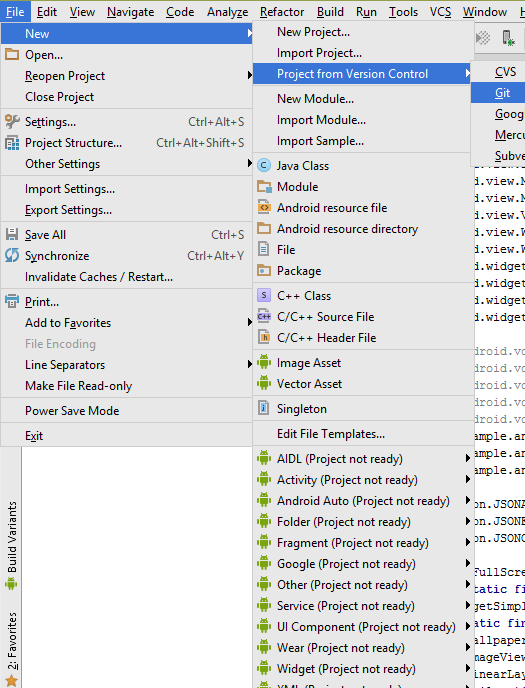 File Edit View Navigate Code Analyze Refactor Build Run Tools VCS Window H
New
Open...
Reopen Project
Close Project
Settings... Ctrl+Alt+S
Project Structure... Ctrl+Alt+Shift+S
Other Settings
Import Settings...
Export Settings...
Save All Ctrl+S
Synchronize Ctrl+Alt+Y
Invalidate Caches / Restart...
Print...
Add to Favorites
File Encoding
Line Separators
Make File Read-only
Power Save Mode
Exit
New Project...
Import Project...
Project from Version Control
New Module...
Import Module...
Import Sample...
Java Class
Module
Android resource file
Android resource directory
File
Package
C++ Class
C/C++ Source File
C/C++ Header File
Image Asset
Vector Asset
Singleton
Edit File Templates...
AIDL (Project not ready)
Activity (Project not ready)
Android Auto (Project not ready)
Folder (Project not ready)
Fragment (Project not ready)
Google (Project not ready)
Other (Project not ready)
Service (Project not ready)
UI Component (Project not ready)
Wear (Project not ready)
Widget (Project not ready)
CVS
Git
Goog
Mercu
Subve
d.view.M
d.view.M
d.view.V
d.view.W
d.view.W
d.widget
d.widget
d.widget
d.widget
droid.vo
droid.vo
droid.vo
droid.vo
droid.vo
ample.an
ample.an
ample.an
on.JSONA
on.JSONE
on.JSONO
FullScre
tatic fi
getSimpl
atic fin
allpaper
mageView
inearLay
Build Variants
2: Favorites